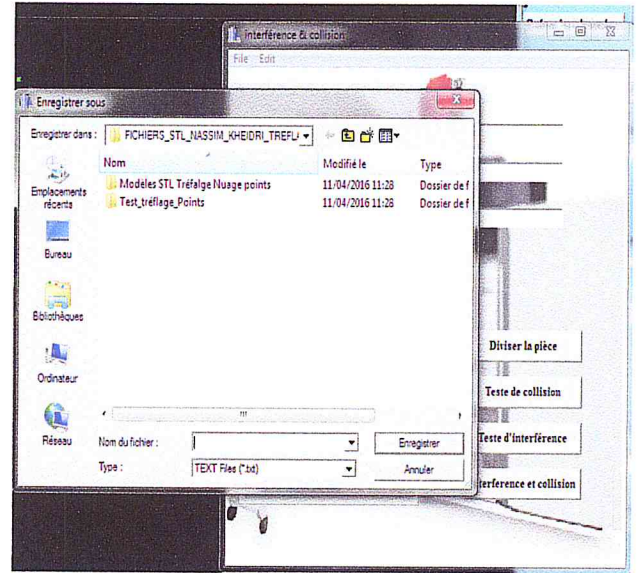 Interférence & collision
File Edit
Enregistrer sous
Enregistrer dans : FICHIERS_STL_NASSIM_KHEIDRI_TREFL
Nom Modifié le Type
Modèles STL Tréfalge Nuage points 11/04/2016 11:28 Dossier de f
Test_tréflage_Points 11/04/2016 11:28 Dossier de f
Emplacements récents
Bureau
Bibliothèques
Ordinateur
Réseau
Nom du fichier : Enregistrer
Type : TEXT Files (*.txt) Annuler
Diviser la pièce
Teste de collision
Teste d'interférence
terference et collision